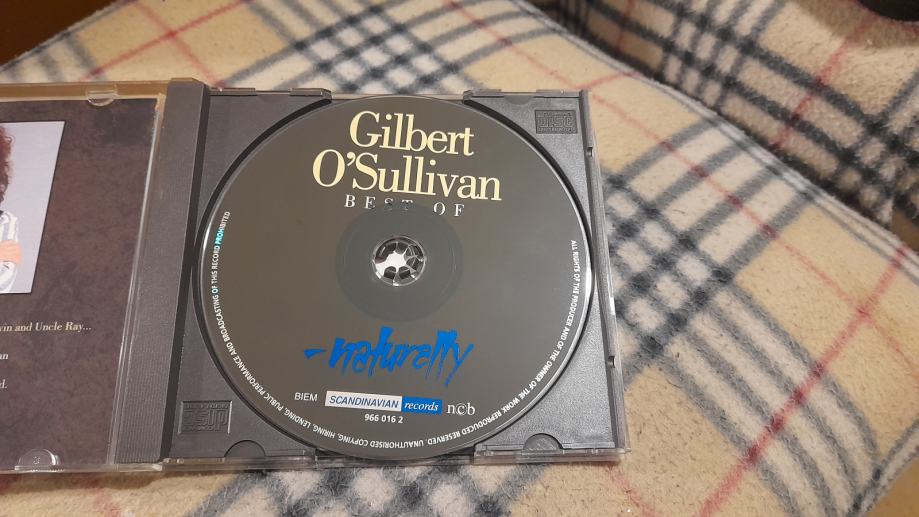 Gilbert
O'Sullivan
BEST OF
- naturally
BIEM
SCANDINAVIAN records
ncb
966 016 2
ALL RIGHTS OF THE PRODUCER AND OF THE OWNER OF THE WORK REPRODUCED RESERVED. UNAUTHORISED COPYING, HIRING, LENDING, PUBLIC PERFORMANCE AND BROADCASTING OF THIS RECORD PROHIBITED
and Uncle Ray...
disc
disc